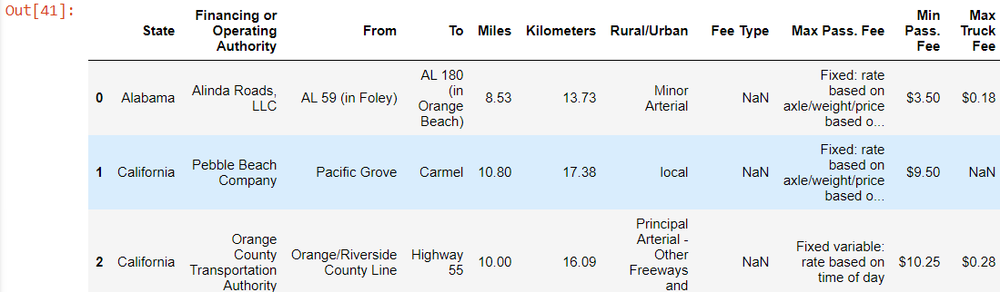 Out[41]:
State Financing or Operating Authority From To Miles Kilometers Rural/Urban Fee Type Max Pass. Fee Min Pass. Fee Max Truck Fee
0 Alabama Alinda Roads, LLC AL 59 (in Foley) AL 180 (in Orange Beach) 8.53 13.73 Minor Arterial NaN Fixed: rate based on axle/weight/price based o... $3.50 $0.18
1 California Pebble Beach Company Pacific Grove Carmel 10.80 17.38 local NaN Fixed: rate based on axle/weight/price based o... $9.50 NaN
2 California Orange County Transportation Authority Orange/Riverside County Line Highway 55 10.00 16.09 Principal Arterial - Other Freeways and NaN Fixed variable: rate based on time of day $10.25 $0.28